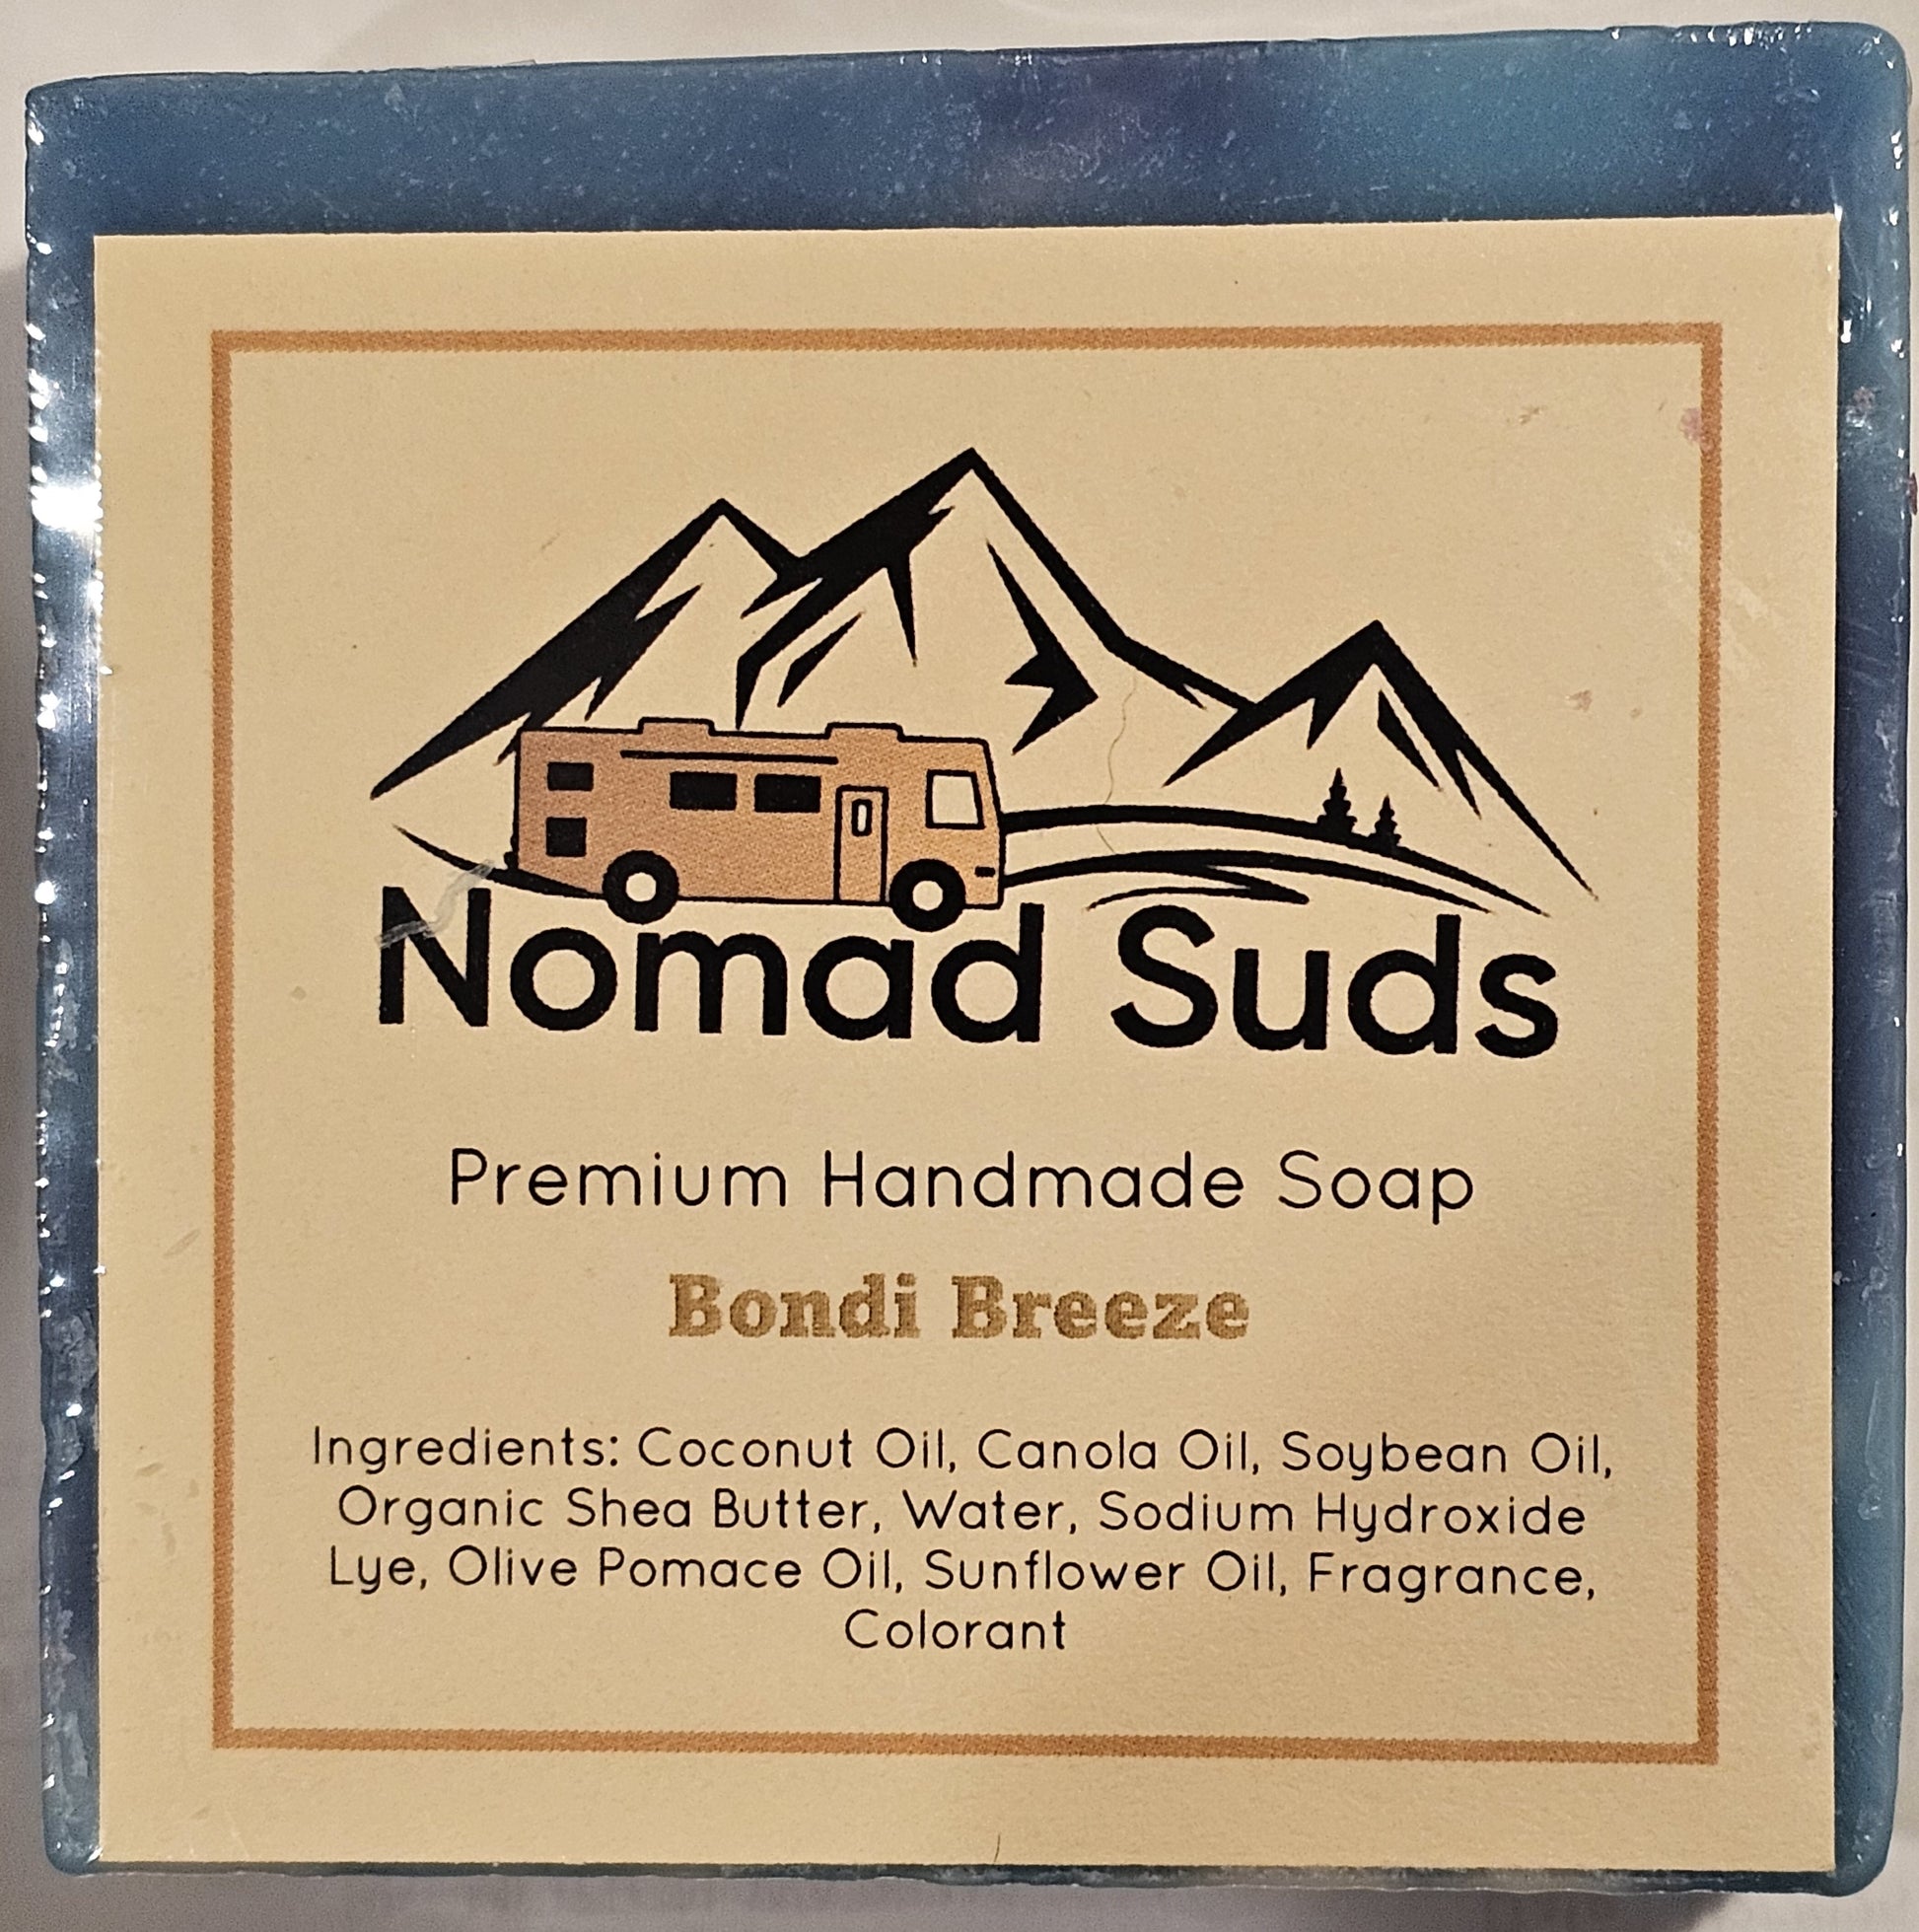 Nomad Suds
Premium Handmade Soap
Bondi Breeze
Ingredients: Coconut Oil, Canola Oil, Soybean Oil,
Organic Shea Butter, Water, Sodium Hydroxide
Lye, Olive Pomace Oil, Sunflower Oil, Fragrance,
Colorant